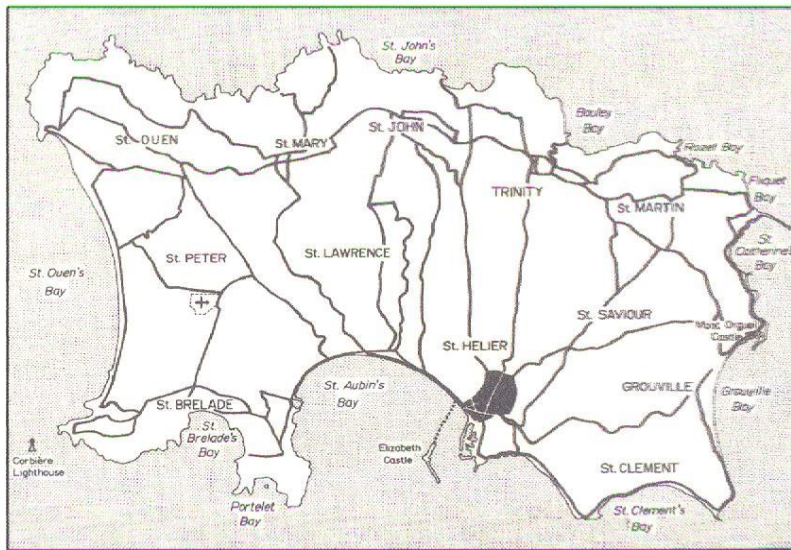 St. John's
Bay
Bouley
Bay
Rozel Bay
Fliquet
Bay
St. OUEN
St. MARY
St. JOHN
TRINITY
St. MARTIN
St.
Catherine's
Bay
St. Ouen's
Bay
St. PETER
St. LAWRENCE
St. SAVIOUR
Mont Orgueil
Castle
St. HELIER
GROUVILLE
Grouville
Bay
St. Aubin's
Bay
St. BRELADE
St.
Brelade's
Bay
Corbière
Lighthouse
Elizabeth
Castle
St. CLEMENT
Portelet
Bay
St. Clement's
Bay